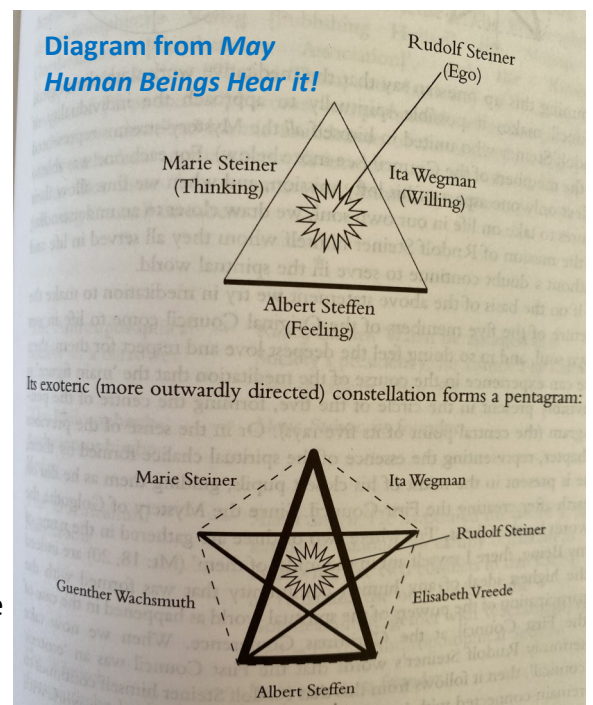 Diagram from May
Human Beings Hear it!
Rudolf Steiner
(Ego)
Marie Steiner
(Thinking)
Ita Wegman
(Willing)
Albert Steffen
(Feeling)
Its exoteric (more outwardly directed) constellation forms a pentagram:
Marie Steiner
Ita Wegman
Rudolf Steiner
Guenther Wachsmuth
Elisabeth Vreede
e
Albert Steffen